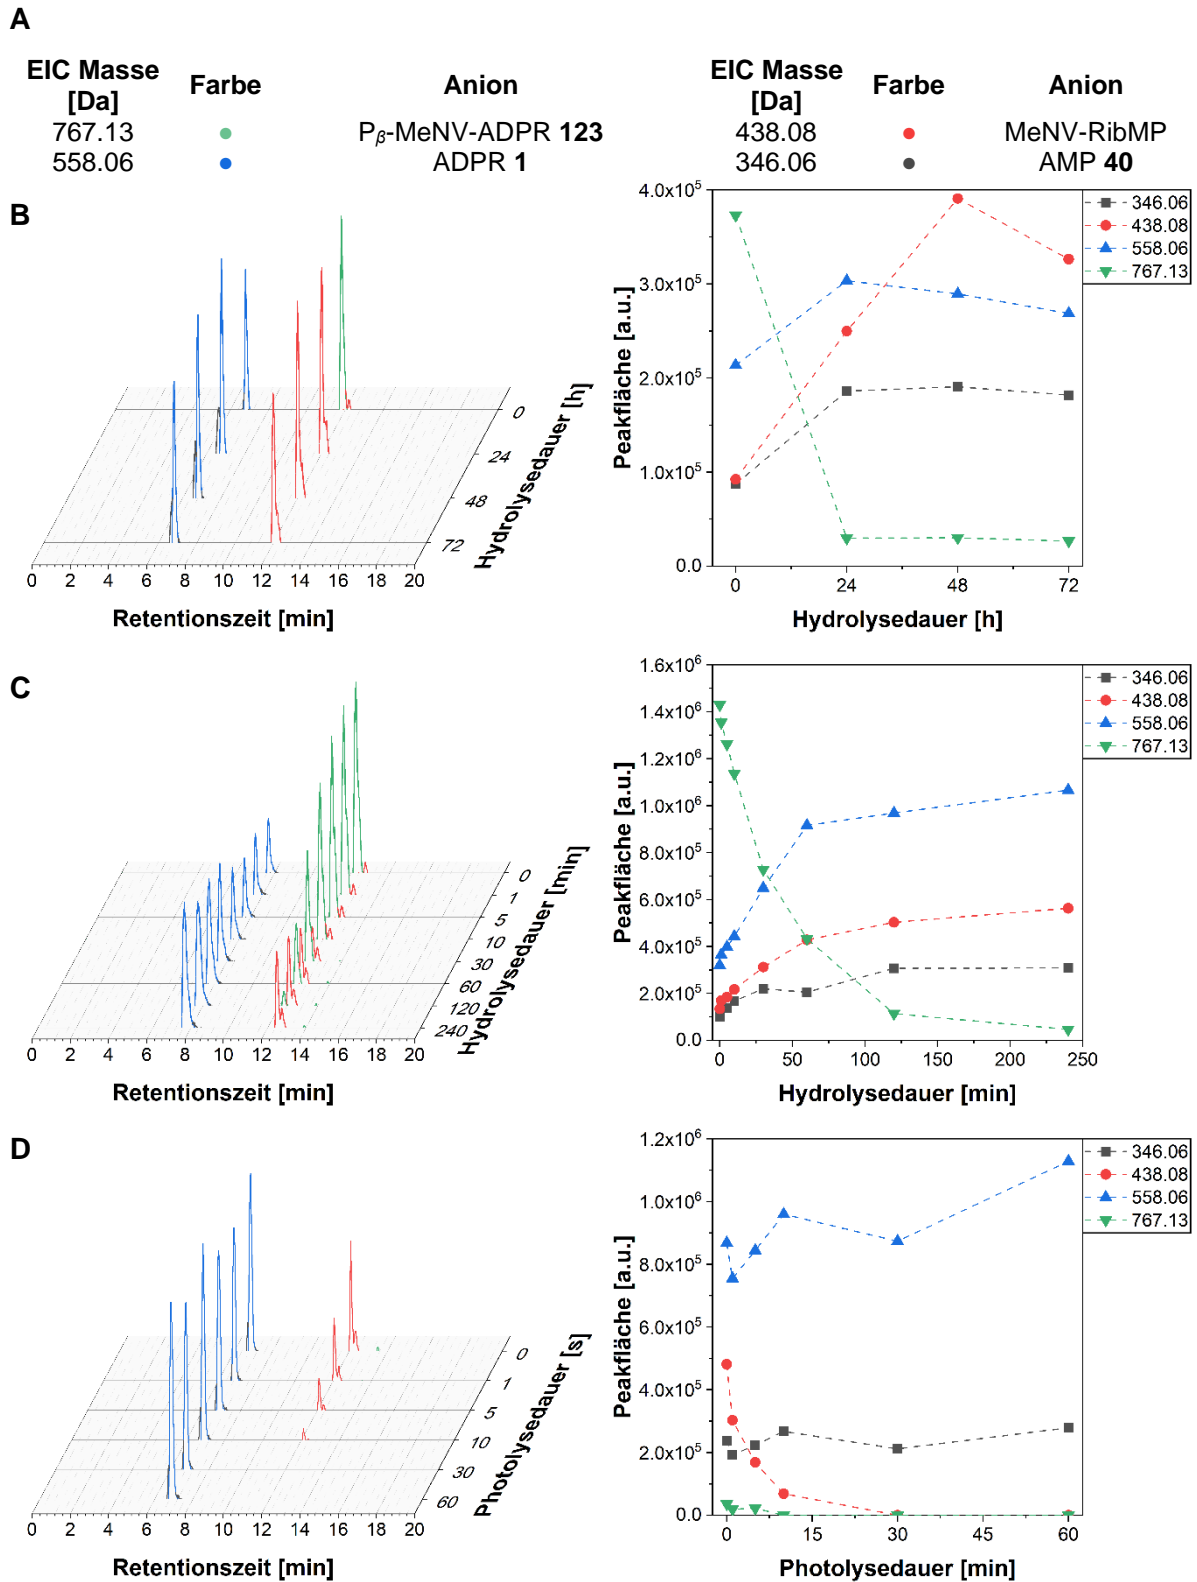 A
EIC Masse [Da] Farbe Anion EIC Masse [Da] Farbe Anion
767.13 P𝛽-MeNV-ADPR 123 438.08 MeNV-RibMP
558.06 ADPR 1 346.06 AMP 40
B
0
24
48
72
Hydrolysedauer [h]
0 2 4 6 8 10 12 14 16 18 20
Retentionszeit [min]
4.0x10⁵
3.0x10⁵
2.0x10⁵
1.0x10⁵
0.0
Peakfläche [a.u.]
346.06
438.08
558.06
767.13
0 24 48 72
Hydrolysedauer [h]
C
0
1
5
10
30
60
120
240
Hydrolysedauer [min]
0 2 4 6 8 10 12 14 16 18 20
Retentionszeit [min]
1.6x10⁶
1.4x10⁶
1.2x10⁶
1.0x10⁶
8.0x10⁵
6.0x10⁵
4.0x10⁵
2.0x10⁵
0.0
Peakfläche [a.u.]
346.06
438.08
558.06
767.13
0 50 100 150 200 250
Hydrolysedauer [min]
D
0
1
5
10
30
60
Photolysedauer [s]
0 2 4 6 8 10 12 14 16 18 20
Retentionszeit [min]
1.2x10⁶
1.0x10⁶
8.0x10⁵
6.0x10⁵
4.0x10⁵
2.0x10⁵
0.0
Peakfläche [a.u.]
346.06
438.08
558.06
767.13
0 15 30 45 60
Photolysedauer [min]